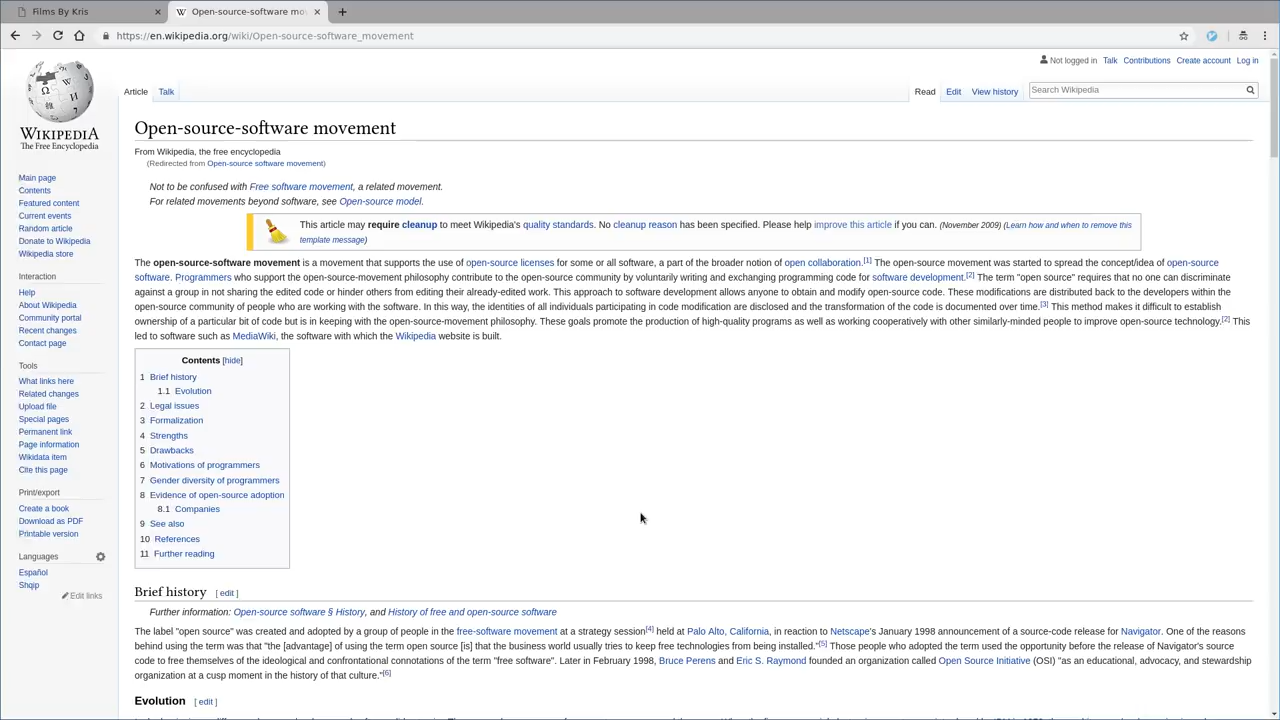 Films By Kris
Open-source-software mo
https://en.wikipedia.org/wiki/Open-source-software_movement
Not logged in Talk Contributions Create account Log in
Article Talk Read Edit View history Search Wikipedia
WIKIPEDIA
The Free Encyclopedia
Main page
Contents
Featured content
Current events
Random article
Donate to Wikipedia
Wikipedia store
Interaction
Help
About Wikipedia
Community portal
Recent changes
Contact page
Tools
What links here
Related changes
Upload file
Special pages
Permanent link
Page information
Wikidata item
Cite this page
Print/export
Create a book
Download as PDF
Printable version
Languages
Español
Shqip
Edit links
Open-source-software movement
From Wikipedia, the free encyclopedia
(Redirected from Open-source software movement)
Not to be confused with Free software movement, a related movement.
For related movements beyond software, see Open-source model.
This article may require cleanup to meet Wikipedia's quality standards. No cleanup reason has been specified. Please help improve this article if you can. (November 2009) (Learn how and when to remove this
template message)
The open-source-software movement is a movement that supports the use of open-source licenses for some or all software, a part of the broader notion of open collaboration.[1] The open-source movement was started to spread the concept/idea of open-source
software. Programmers who support the open-source-movement philosophy contribute to the open-source community by voluntarily writing and exchanging programming code for software development.[2] The term "open source" requires that no one can discriminate
against a group in not sharing the edited code or hinder others from editing their already-edited work. This approach to software development allows anyone to obtain and modify open-source code. These modifications are distributed back to the developers within the
open-source community of people who are working with the software. In this way, the identities of all individuals participating in code modification are disclosed and the transformation of the code is documented over time.[3] This method makes it difficult to establish
ownership of a particular bit of code but is in keeping with the open-source-movement philosophy. These goals promote the production of high-quality programs as well as working cooperatively with other similarly-minded people to improve open-source technology.[2] This
led to software such as MediaWiki, the software with which the Wikipedia website is built.
Contents [hide]
1 Brief history
1.1 Evolution
2 Legal issues
3 Formalization
4 Strengths
5 Drawbacks
6 Motivations of programmers
7 Gender diversity of programmers
8 Evidence of open-source adoption
8.1 Companies
9 See also
10 References
11 Further reading
Brief history [ edit ]
Further information: Open-source software § History, and History of free and open-source software
The label "open source" was created and adopted by a group of people in the free-software movement at a strategy session[4] held at Palo Alto, California, in reaction to Netscape's January 1998 announcement of a source-code release for Navigator. One of the reasons
behind using the term was that "the [advantage] of using the term open source [is] that the business world usually tries to keep free technologies from being installed."[5] Those people who adopted the term used the opportunity before the release of Navigator's source
code to free themselves of the ideological and confrontational connotations of the term "free software". Later in February 1998, Bruce Perens and Eric S. Raymond founded an organization called Open Source Initiative (OSI) "as an educational, advocacy, and stewardship
organization at a cusp moment in the history of that culture."[6]
Evolution [ edit ]